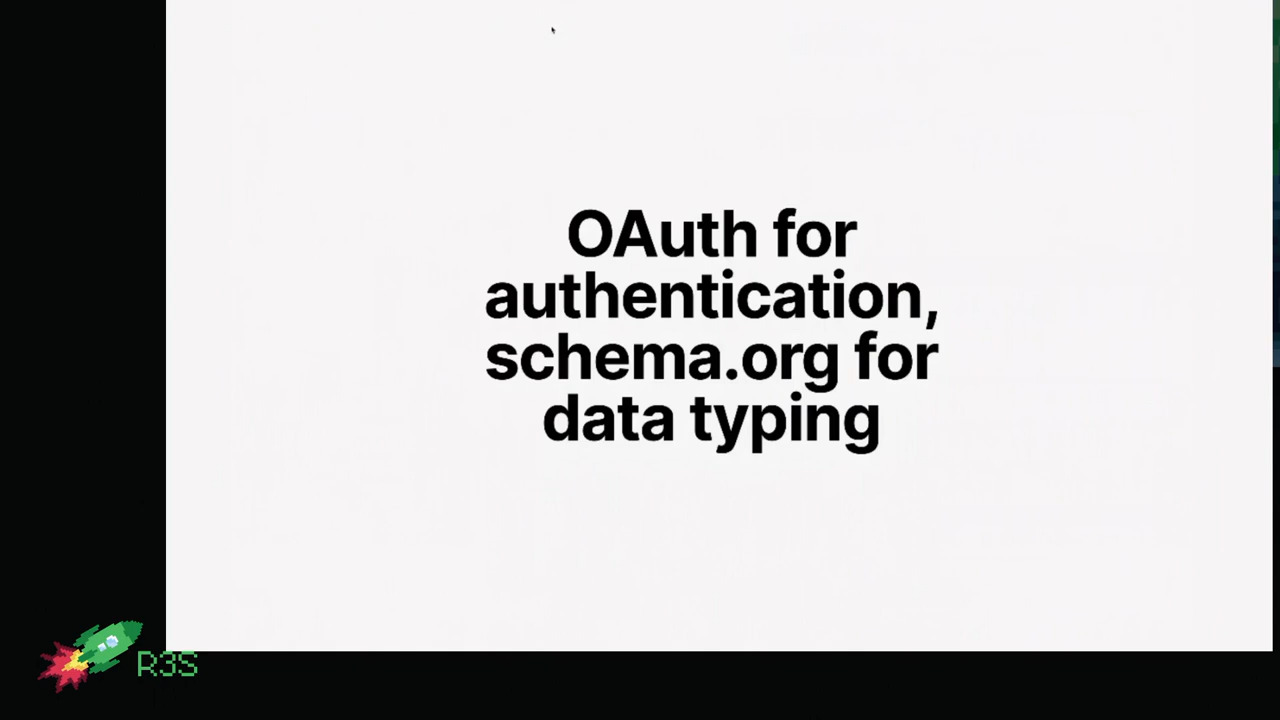 OAuth for
authentication,
schema.org for
data typing
R3S